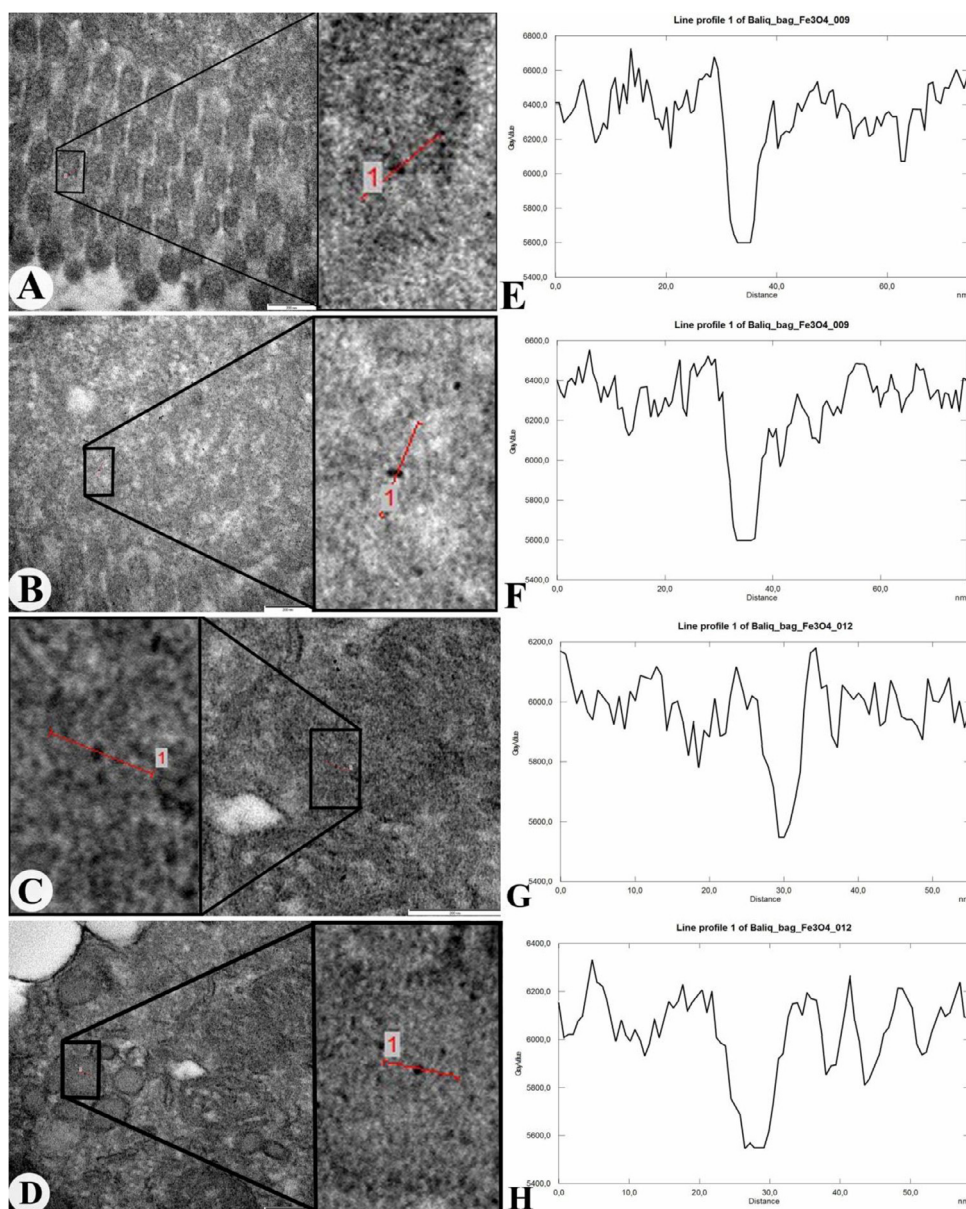 A
1
B
1
C
1
D
1
Line profile 1 of Baliq_bag_Fe3O4_009
6800,0
6600,0
6400,0
6200,0
6000,0
5800,0
5600,0
5400,0
GayValue
0,0 20,0 40,0 60,0 nm
Distance
E
Line profile 1 of Baliq_bag_Fe3O4_009
6600,0
6400,0
6200,0
6000,0
5800,0
5600,0
5400,0
GayValue
0,0 20,0 40,0 60,0 nm
Distance
F
Line profile 1 of Baliq_bag_Fe3O4_012
6200,0
6000,0
5800,0
5600,0
5400,0
GayValue
0,0 10,0 20,0 30,0 40,0 50,0 nm
Distance
G
Line profile 1 of Baliq_bag_Fe3O4_012
6400,0
6200,0
6000,0
5800,0
5600,0
5400,0
GayValue
0,0 10,0 20,0 30,0 40,0 50,0 nm
Distance
H